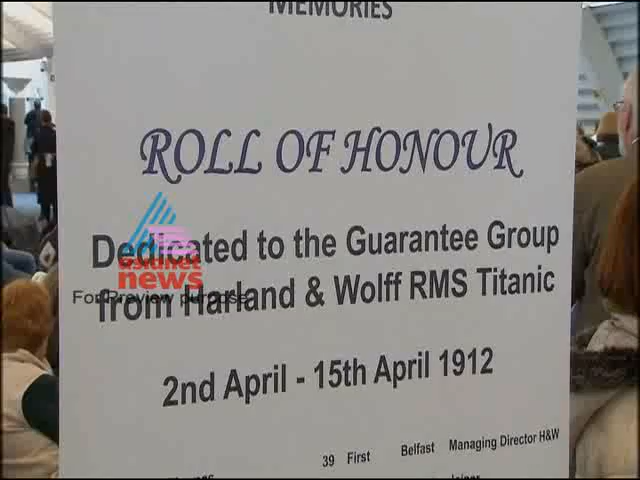 MEMORIES
ROLL OF HONOUR
Dedicated to the Guarantee Group
asianet
news
For Preview purpose
from Harland & Wolff RMS Titanic
2nd April - 15th April 1912
39 First Belfast Managing Director H&W